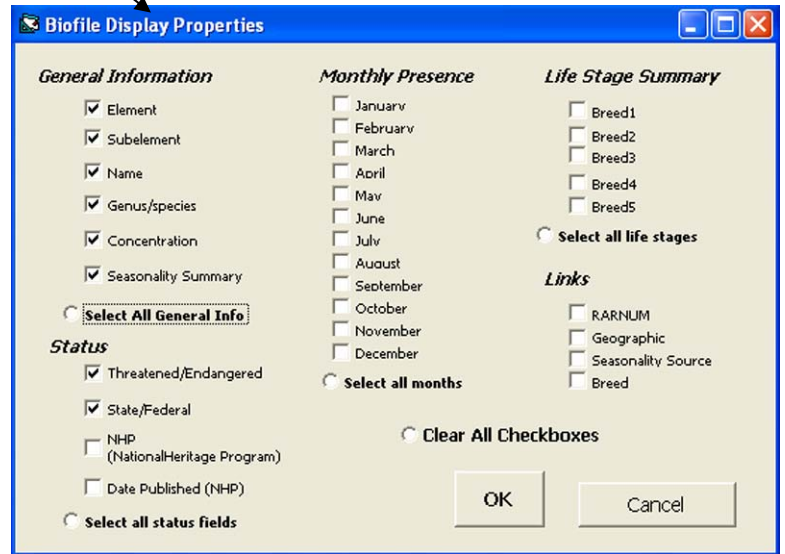 Biofile Display Properties
General Information
Element
Subelement
Name
Genus/species
Concentration
Seasonality Summary
Select All General Info
Status
Threatened/Endangered
State/Federal
NHP
(NationalHeritage Program)
Date Published (NHP)
Select all status fields
Monthly Presence
January
February
March
April
May
June
July
August
September
October
November
December
Select all months
Life Stage Summary
Breed1
Breed2
Breed3
Breed4
Breed5
Select all life stages
Links
RARNUM
Geographic
Seasonality Source
Breed
Clear All Checkboxes
OK
Cancel